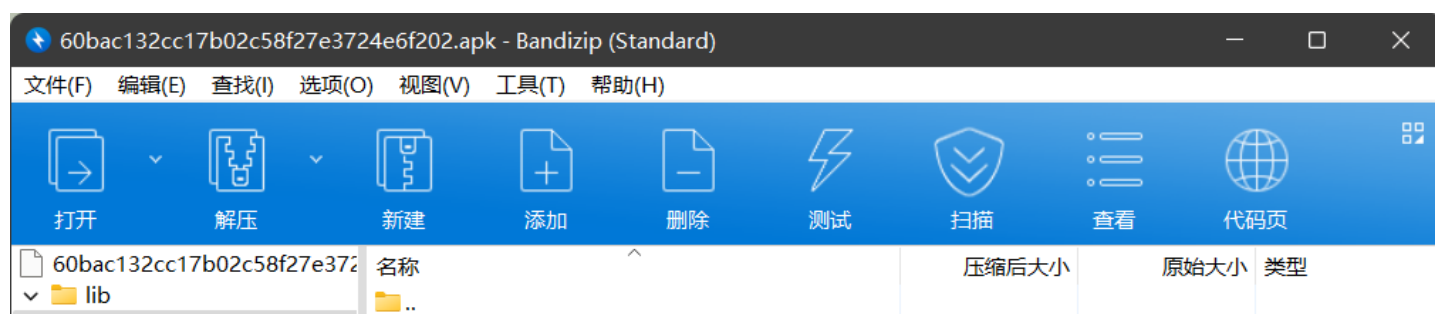 60bac132cc17b02c58f27e3724e6f202.apk - Bandizip (Standard)
文件(F) 编辑(E) 查找(I) 选项(O) 视图(V) 工具(T) 帮助(H)
打开 解压 新建 添加 删除 测试 扫描 查看 代码页
60bac132cc17b02c58f27e372 名称 压缩后大小 原始大小 类型
lib ..